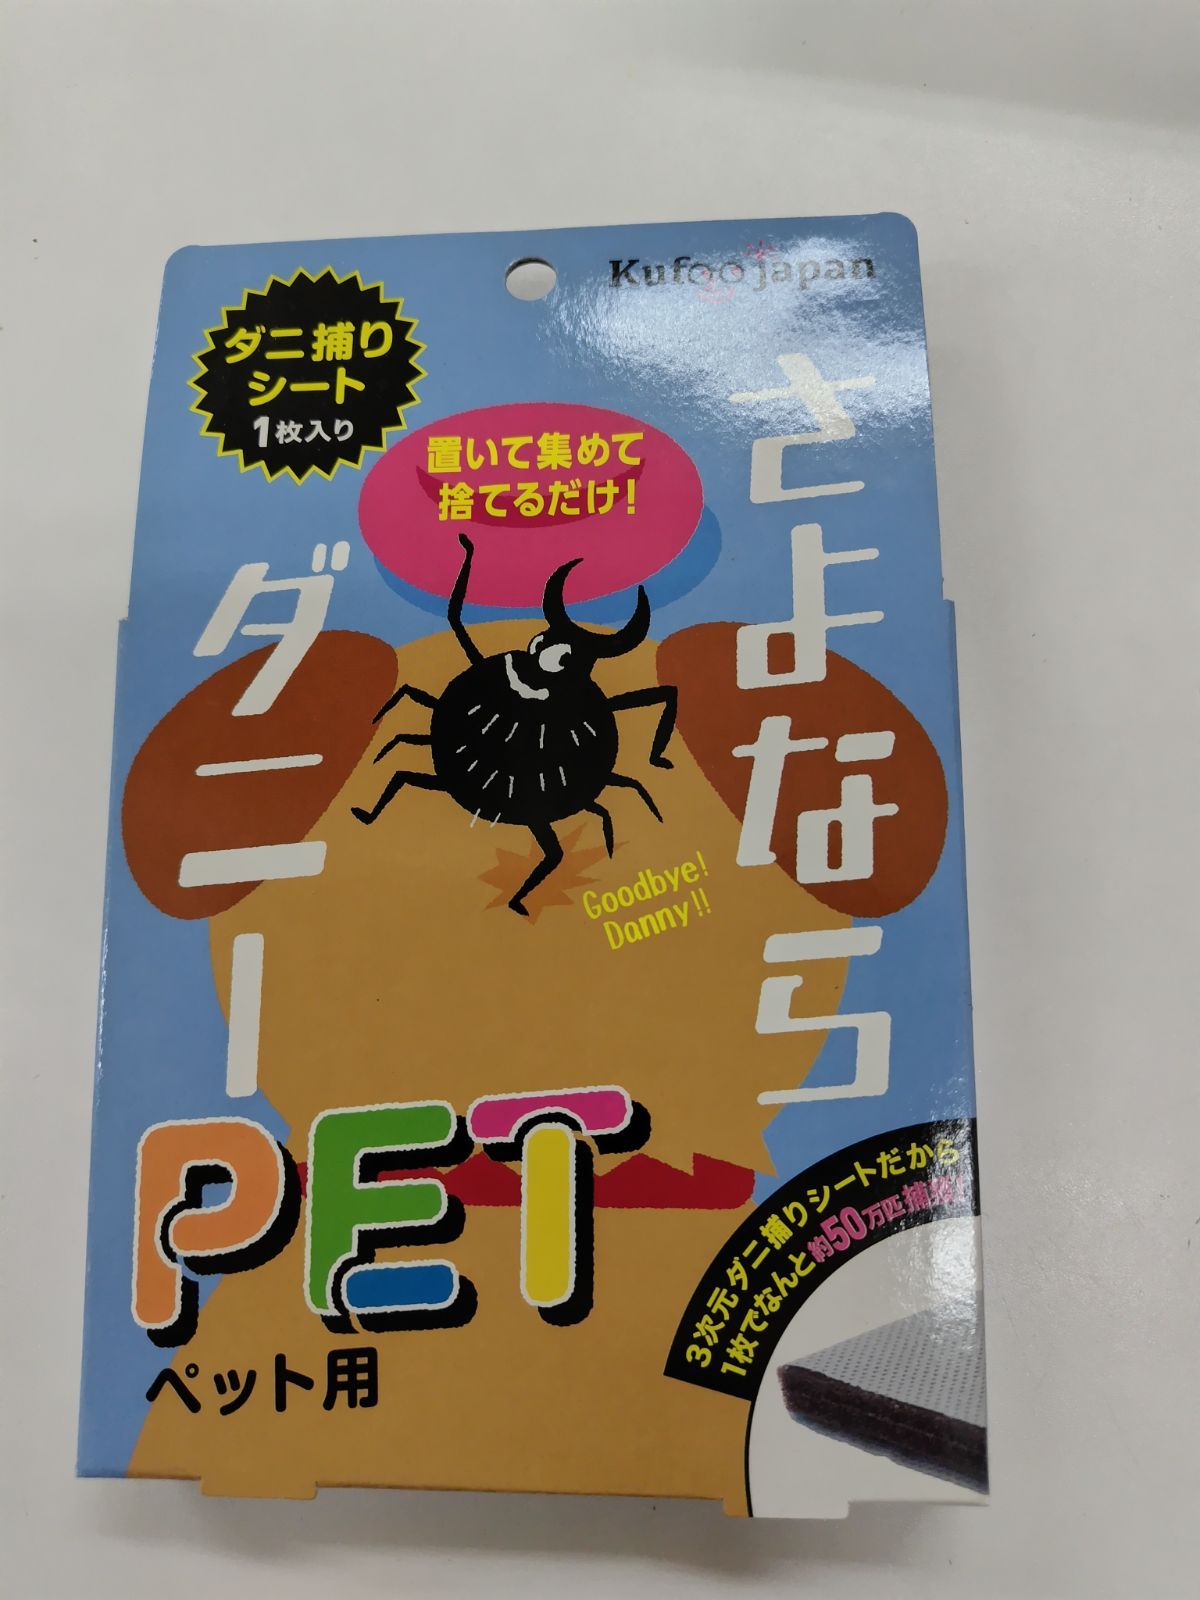 Kufoo japan
ダニ捕り
シート
1枚入り
置いて集めて
捨てるだけ!
さよなら
ダニー
Goodbye!
Danny!!
PET
ペット用
3次元ダニ捕りシートだから
1枚でなんと約50万匹捕獲!